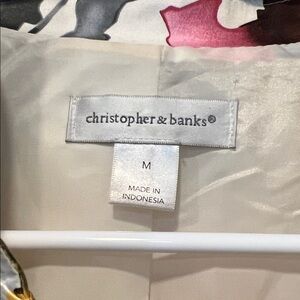 christopher & banks®
M
MADE IN
INDONESIA